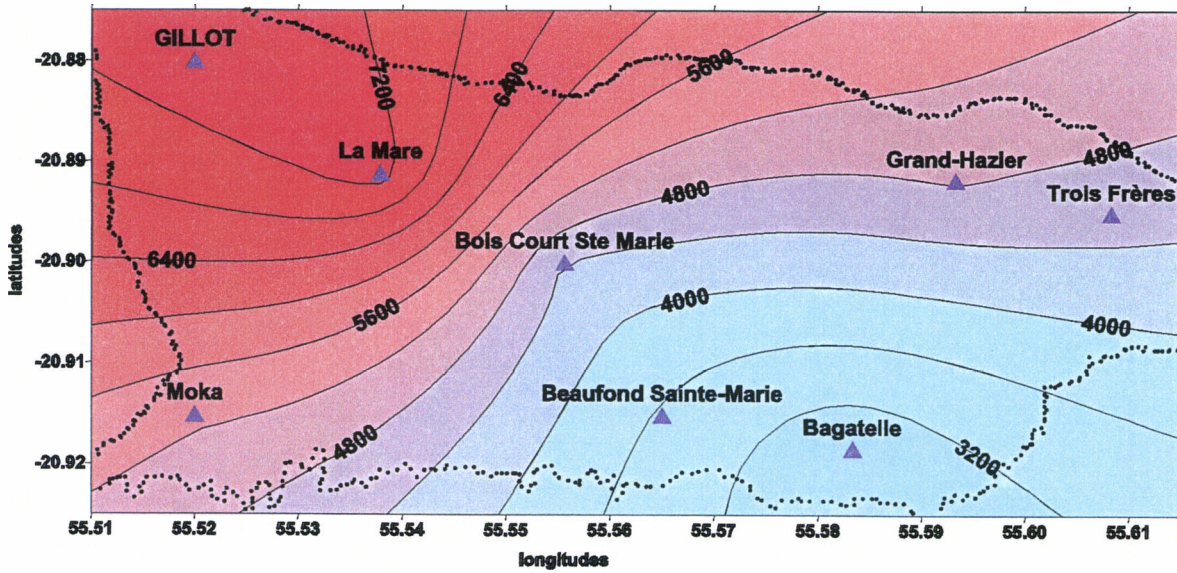 -20.88
GILLOT
7200
6400
5600
-20.89
La Mare
Grand-Hazier
4800
4800
Trois Frères
latitudes
-20.90
6400
Bois Court Ste Marie
5600
4000
4000
-20.91
Moka
Beaufond Sainte-Marie
4800
Bagatelle
3200
-20.92
55.51 55.52 55.53 55.54 55.55 55.56 55.57 55.58 55.59 55.60 55.61
longitudes